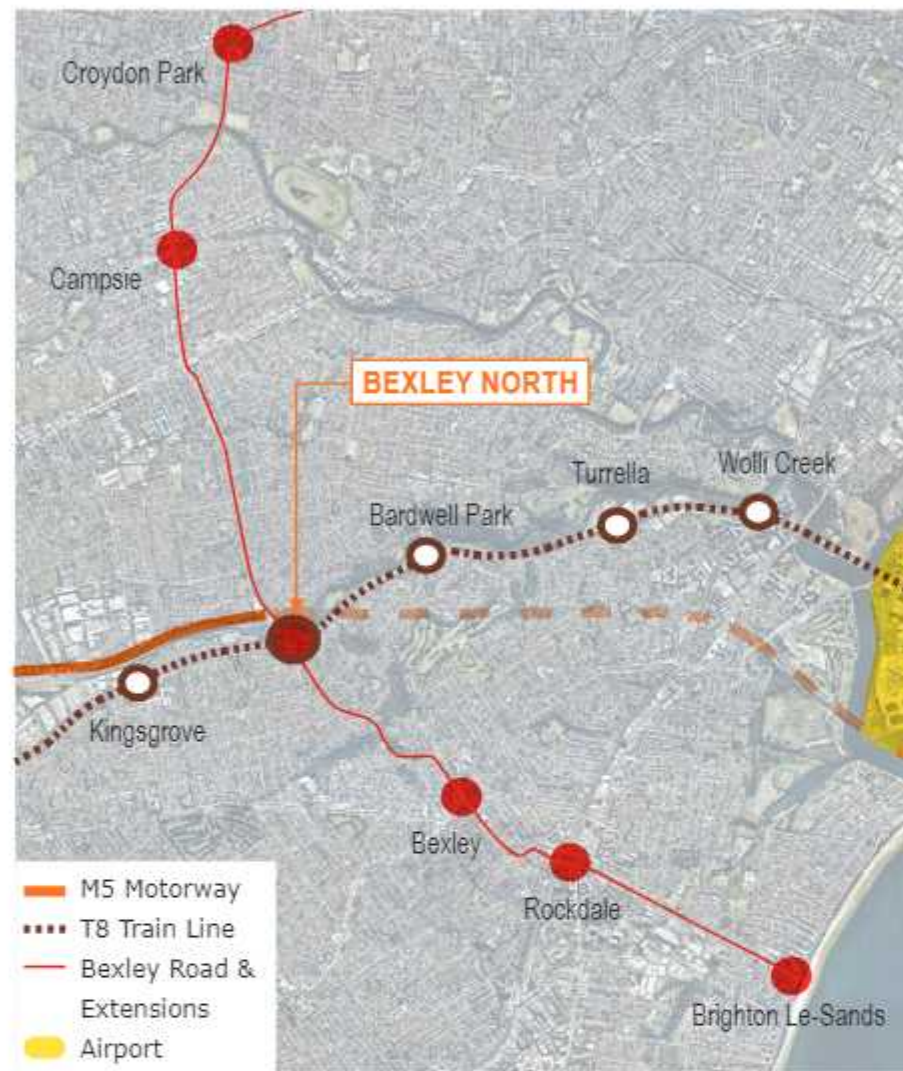 Croydon Park
Campsie
BEXLEY NORTH
Wolli Creek
Turrella
Bardwell Park
Kingsgrove
Bexley
Rockdale
Brighton Le-Sands
M5 Motorway
T8 Train Line
Bexley Road &
Extensions
Airport